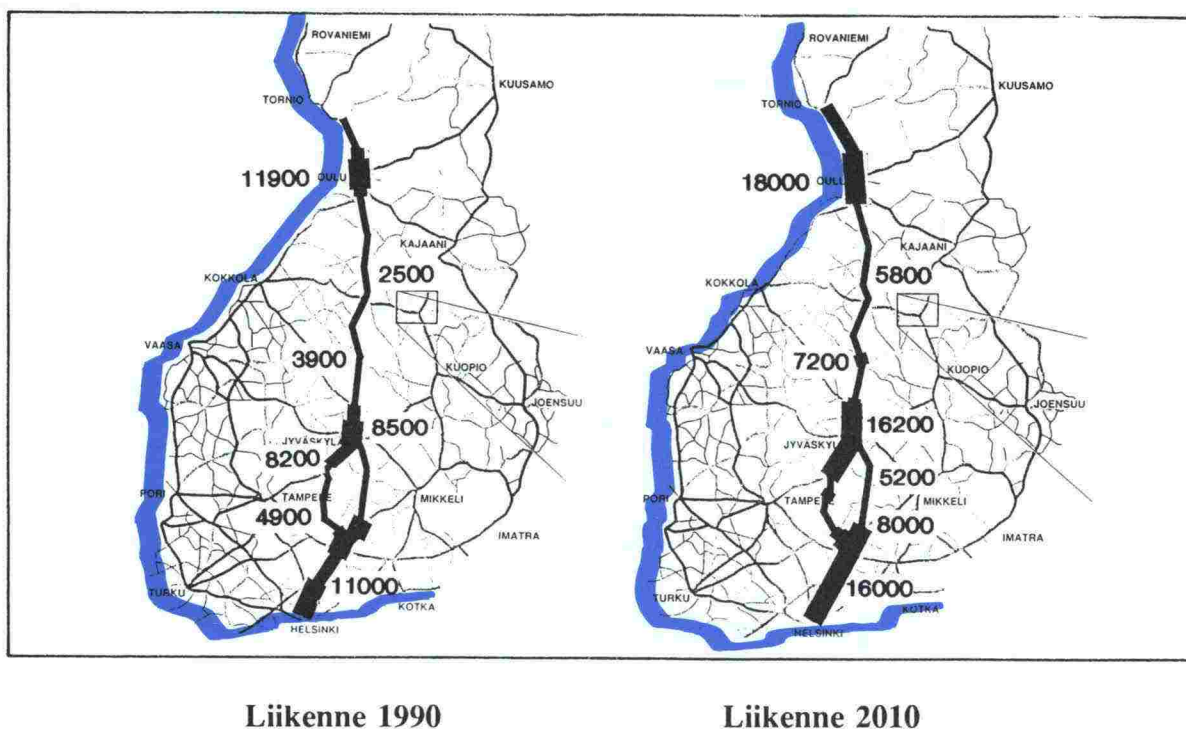 ROVANIEMI
KUUSAMO
TORNIO
11900 OULU
KAJAANI
2500
KOKKOLA
VAASA
3900
KUOPIO
JOENSUU
8500
JYVÄSKYLÄ
8200
PORI
TAMPERE
MIKKELI
4900
IMATRA
11000
TURKU
KOTKA
HELSINKI
Liikenne 1990
ROVANIEMI
KUUSAMO
TORNIO
18000 OULU
KAJAANI
5800
KOKKOLA
VAASA
7200
KUOPIO
JOENSUU
16200
JYVÄSKYL
5200
PORI
TAMPE
MIKKELI
8000
IMATRA
16000
TURKU
KOTKA
HELSINKI
Liikenne 2010